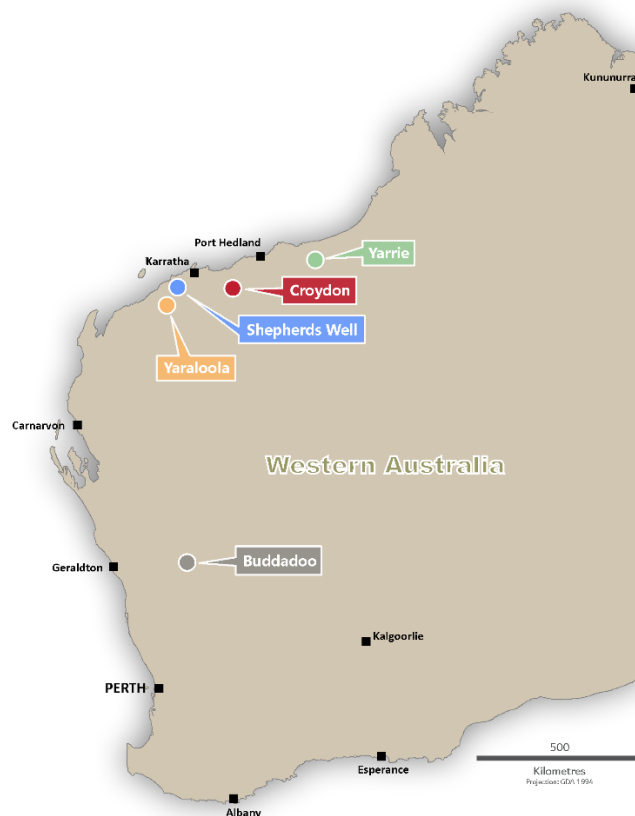 Kununurra
Port Hedland
Yarrie
Karratha
Croydon
Shepherds Well
Yaraloola
Carnarvon
Western Australia
Buddadoo
Geraldton
Kalgoorlie
PERTH
500
Esperance
Kilometres
Projection: GDA 1994
Albany